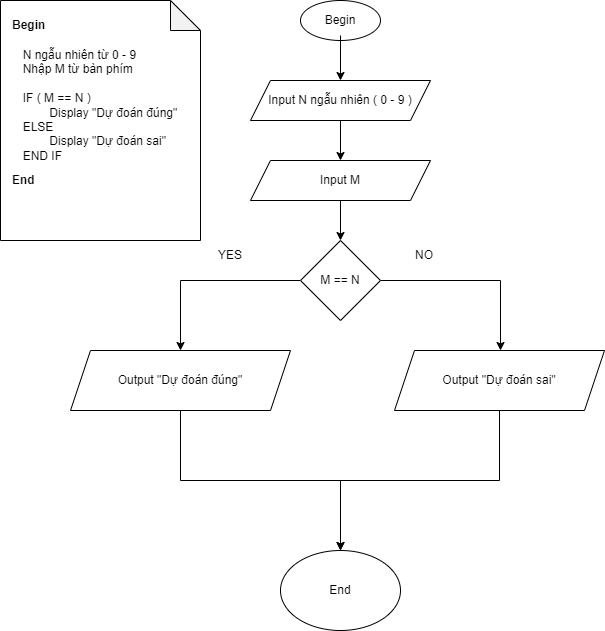 Begin
N ngẫu nhiên từ 0 - 9
Nhập M từ bàn phím
IF ( M == N )
Display "Dự đoán đúng"
ELSE
Display "Dự đoán sai"
END IF
End
Begin
Input N ngẫu nhiên ( 0 - 9 )
Input M
M == N
YES
NO
Output "Dự đoán đúng"
Output "Dự đoán sai"
End